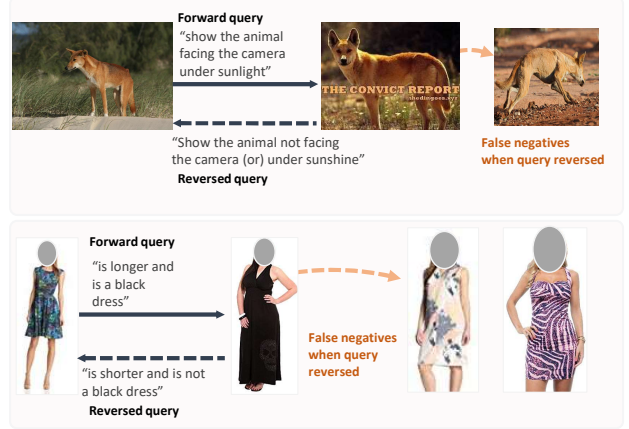 Forward query
“show the animal
facing the camera
under sunlight”
THE CONVICT REPORT
thedingoes.xyz
“Show the animal not facing
the camera (or) under sunshine”
Reversed query
False negatives
when query reversed
Forward query
“is longer and
is a black
dress”
False negatives
when query
reversed
“is shorter and is not
a black dress”
Reversed query